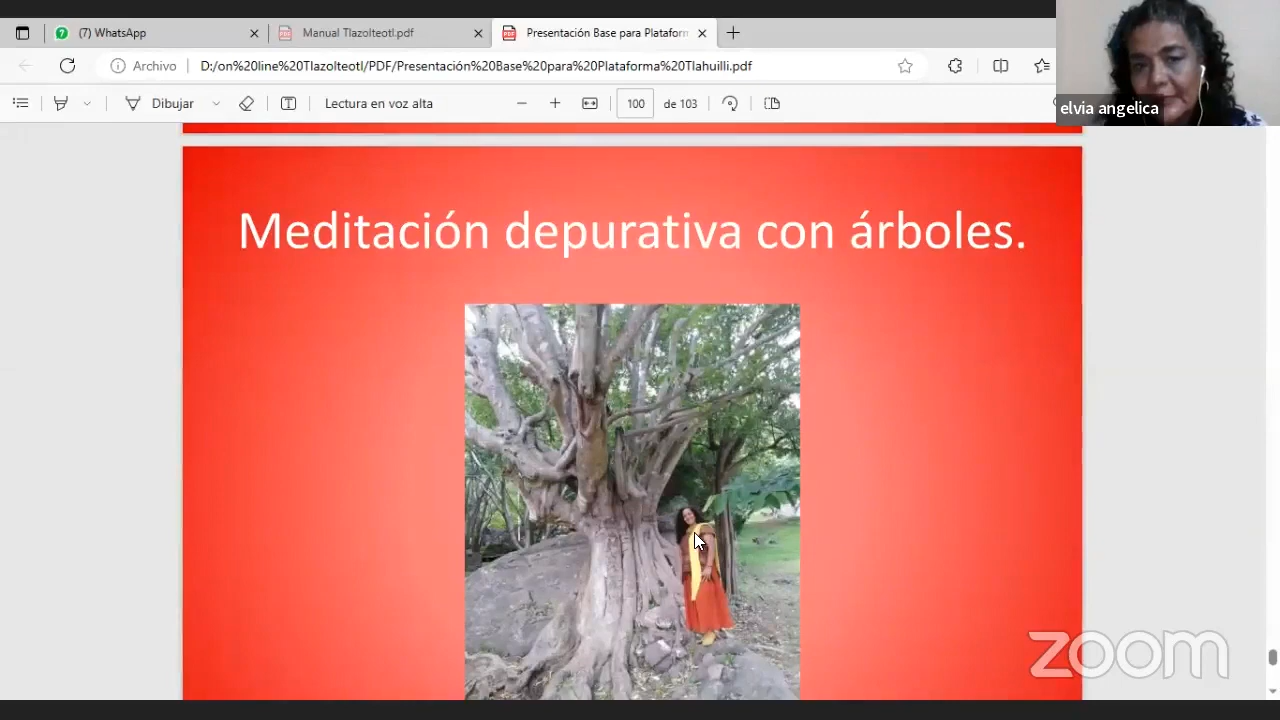 (7) WhatsApp
Manual Tlazolteotl.pdf
Presentación Base para Platafor
Archivo
D:/on%20line%20Tlazolteotl/PDF/Presentación%20Base%20para%20Plataforma%20Tlahuilli.pdf
Dibujar
Lectura en voz alta
100 de 103
elvia angelica
Meditación depurativa con árboles.
zoom